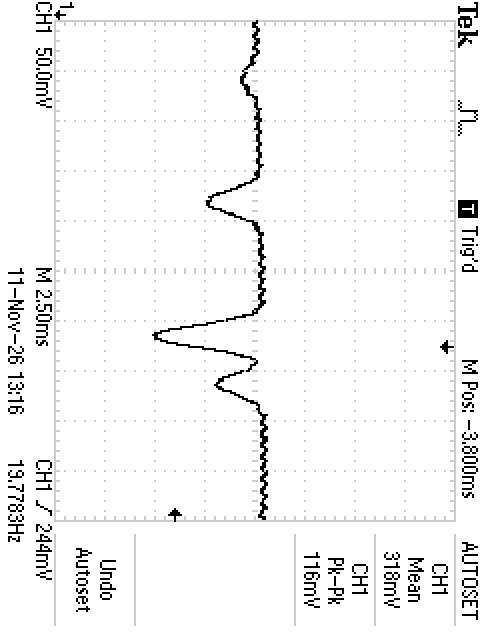 Tek T Trig'd M Pos: -3.800ms AUTOSET
CH1
Mean
318mV
CH1
Pk-Pk
116mV
Undo
Autoset
1
CH1 50.0mV M 2.50ms CH1 244mV
11-Nov-26 13:16 19.7783Hz